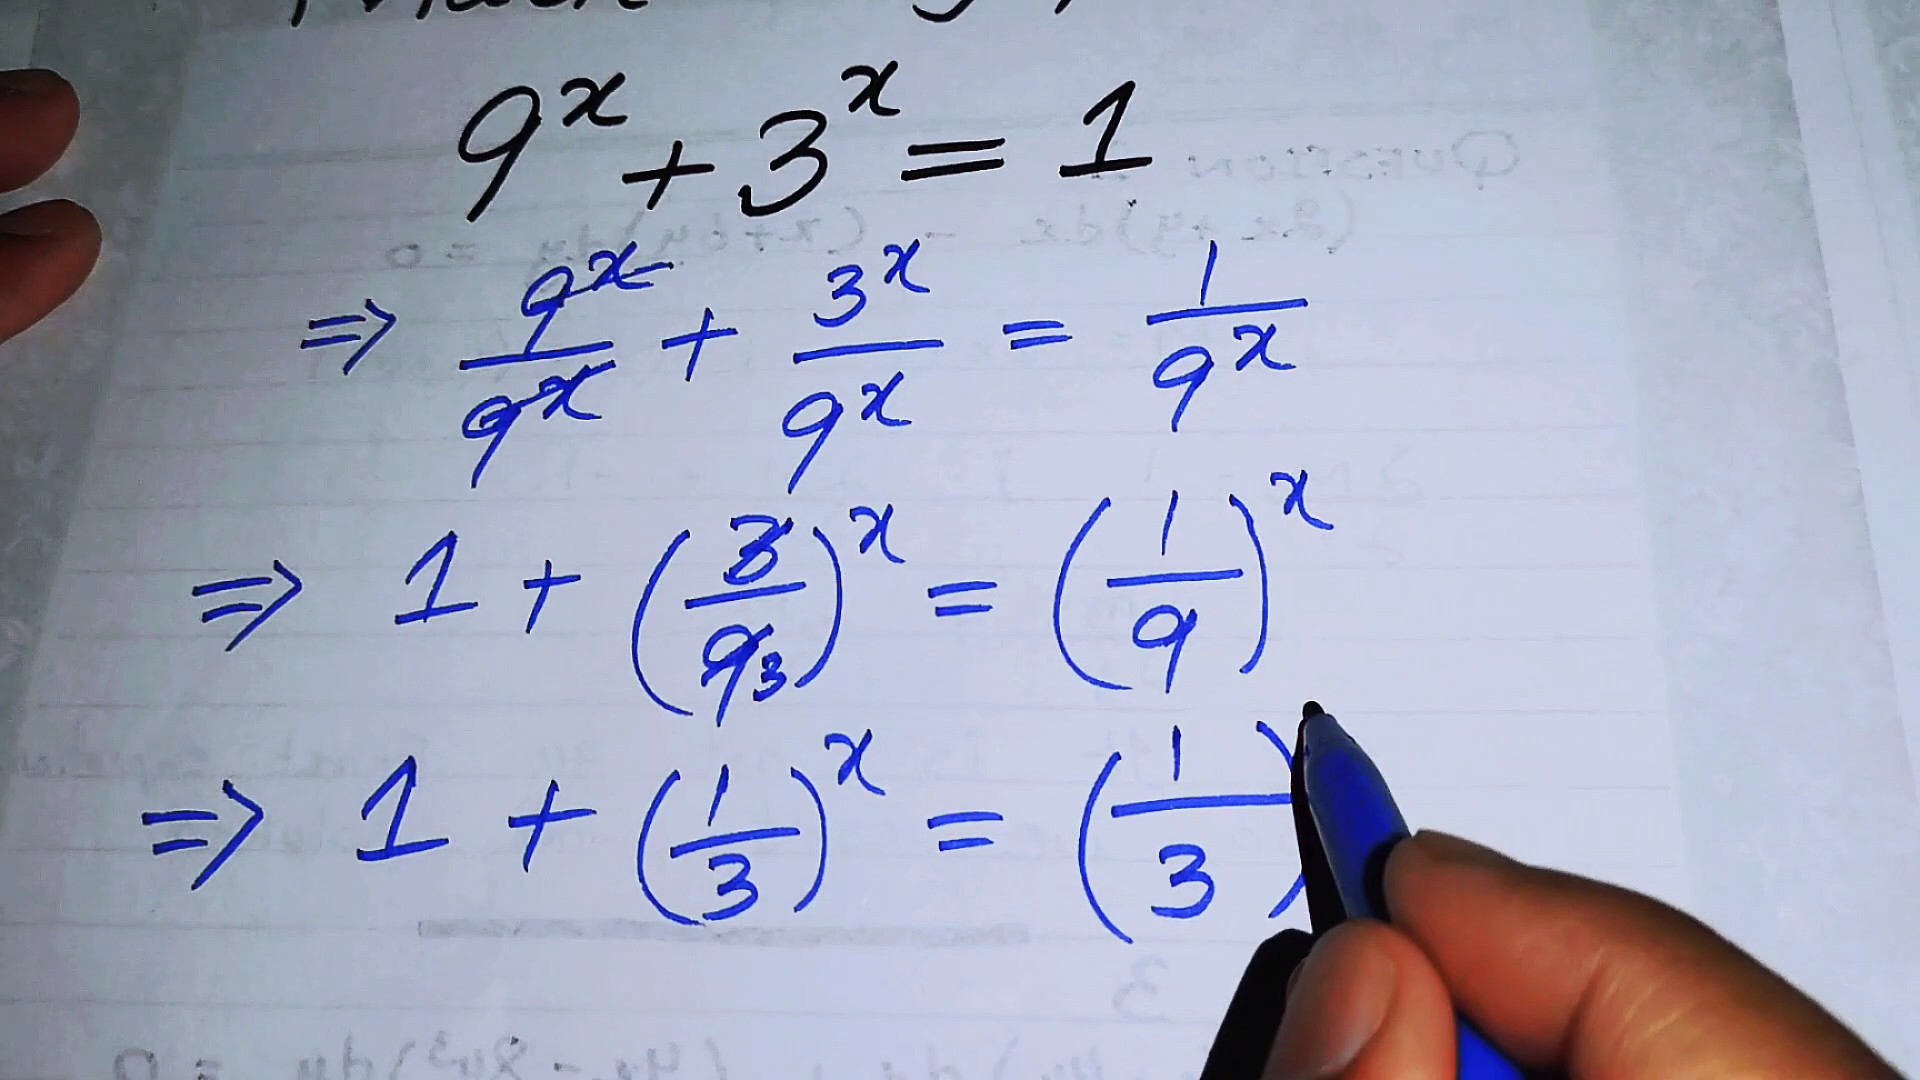 9^x + 3^x = 1
⇒ 9^x/9^x + 3^x/9^x = 1/9^x
⇒ 1 + (3/9 3)^x = (1/9)^x
⇒ 1 + (1/3)^x = (1/3)